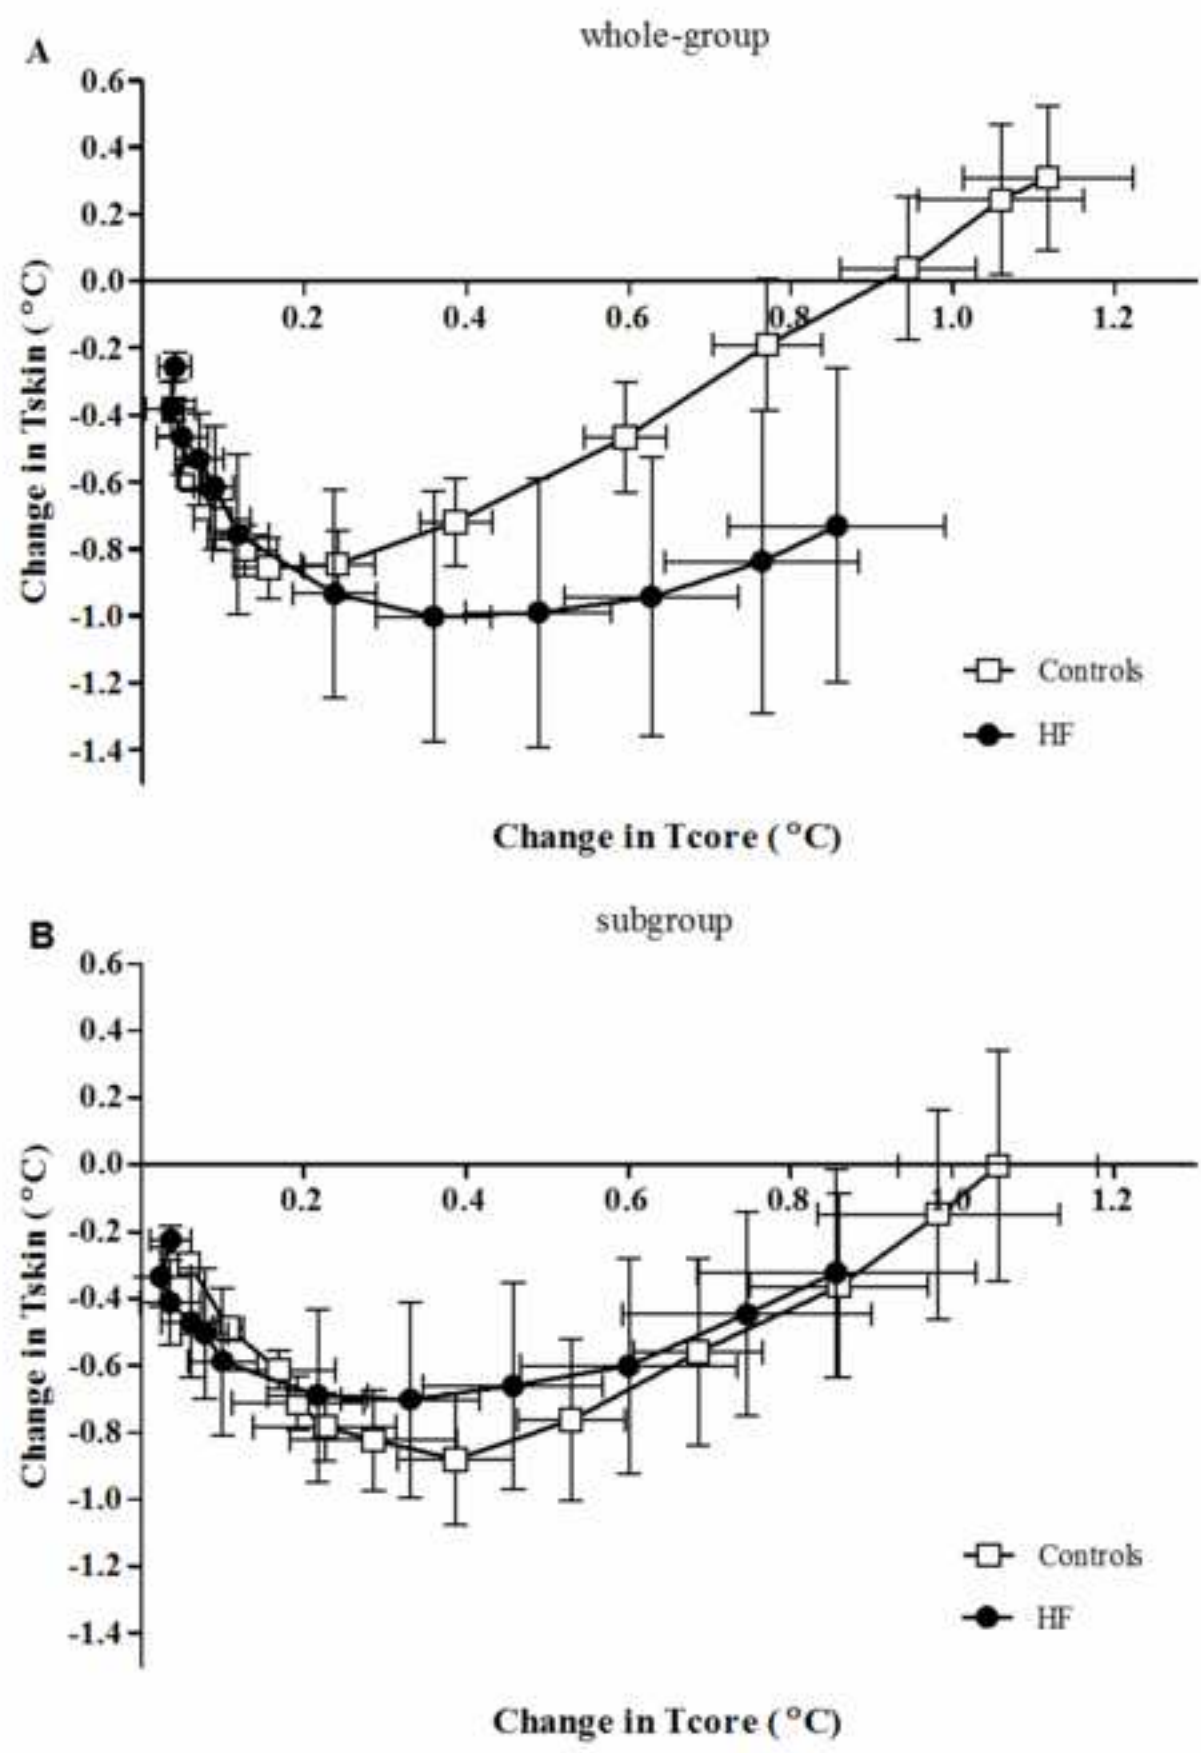 A
whole-group
0.6
0.4
0.2
0.0
0.2 0.4 0.6 0.8 1.0 1.2
-0.2
-0.4
-0.6
-0.8
-1.0
-1.2
-1.4
Change in Tskin (°C)
Controls
HF
Change in Tcore (°C)
B
subgroup
0.6
0.4
0.2
0.0
0.2 0.4 0.6 0.8 1.0 1.2
-0.2
-0.4
-0.6
-0.8
-1.0
-1.2
-1.4
Change in Tskin (°C)
Controls
HF
Change in Tcore (°C)